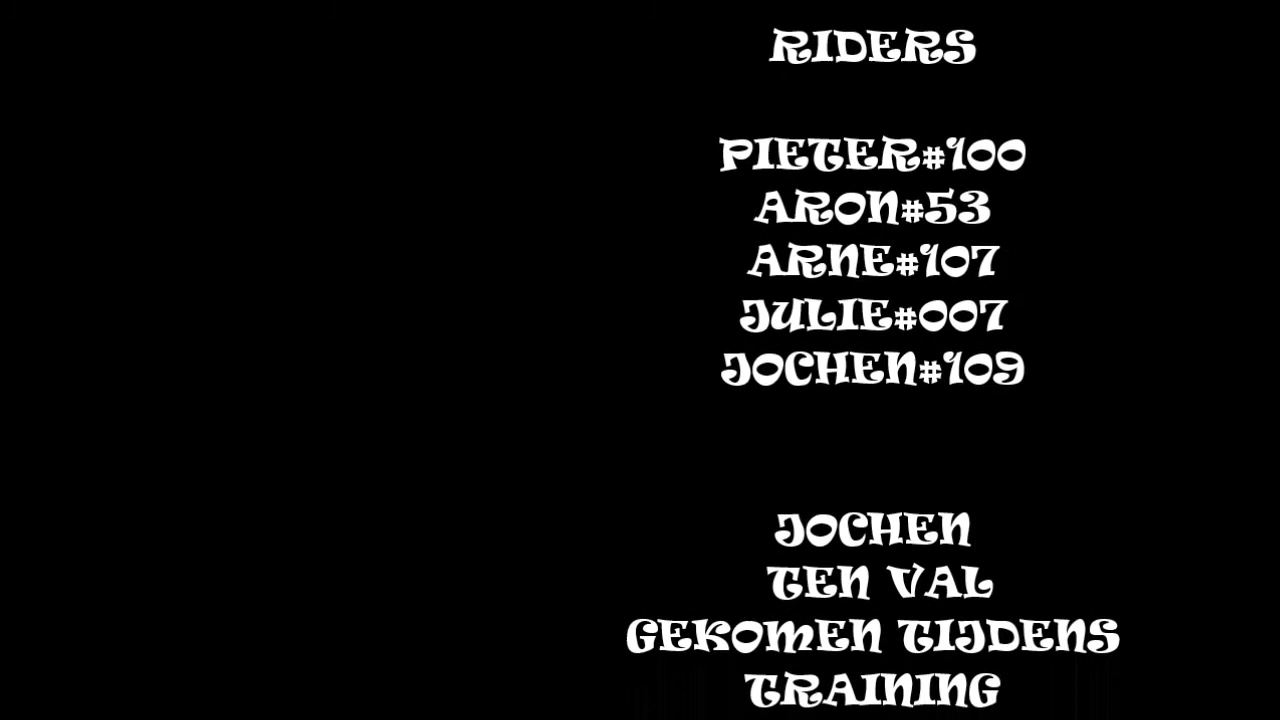 RIDERS
PIETER#100
ARON#53
ARNE#107
JULIE#007
JOCHEN#109
JOCHEN
TEN VAL
GEKOMEN TIJDENS
TRAINING